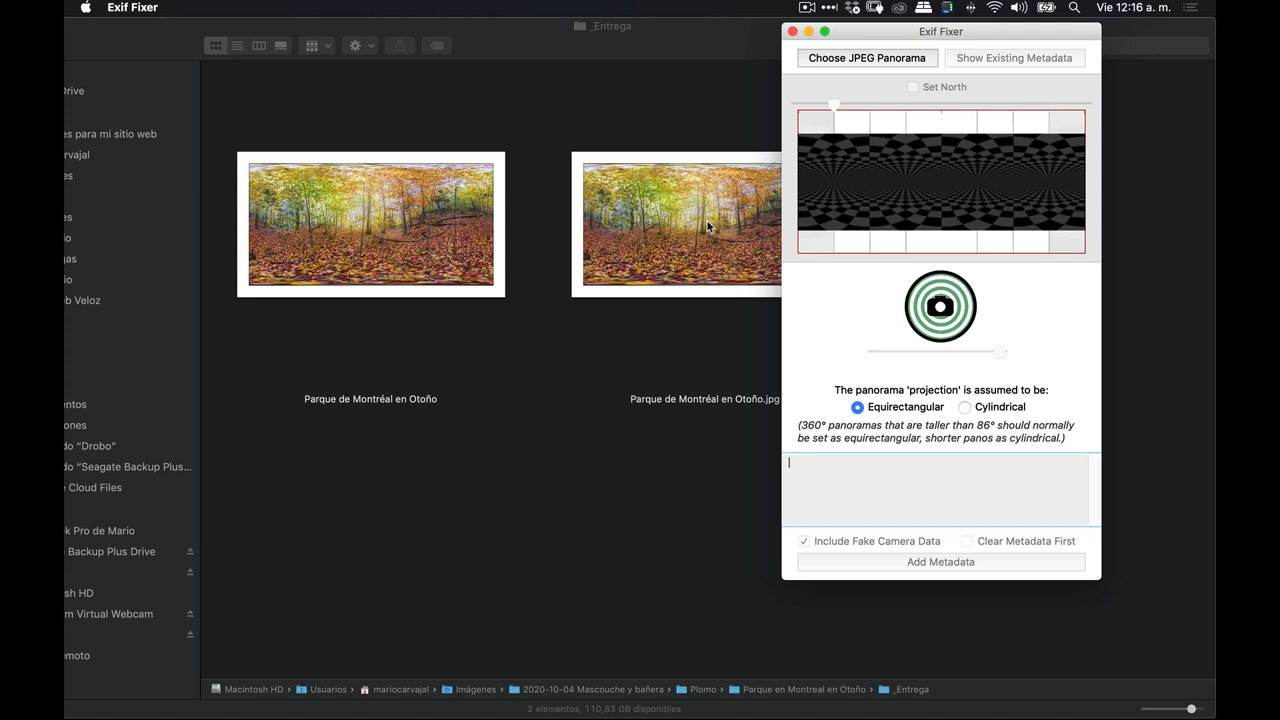 Exif Fixer
Vie 12:16 a. m.
_Entrega
Drive
es para mi sitio web
rvajal
es
es
io
gas
io
eb Veloz
entos
ones
do “Drobo”
do “Seagate Backup Plus...
e Cloud Files
k Pro de Mario
e Backup Plus Drive
sh HD
m Virtual Webcam
emoto
Parque de Montréal en Otoño
Parque de Montréal en Otoño.jpg
Exif Fixer
Choose JPEG Panorama
Show Existing Metadata
Set North
The panorama 'projection' is assumed to be:
Equirectangular
Cylindrical
(360° panoramas that are taller than 86° should normally
be set as equirectangular, shorter panos as cylindrical.)
Include Fake Camera Data
Clear Metadata First
Add Metadata
Macintosh HD › Usuarios › mariocarvajal › Imágenes › 2020-10-04 Mascouche y bañera › Plomo › Parque en Montreal en Otoño › _Entrega
2 elementos, 110,83 GB disponibles